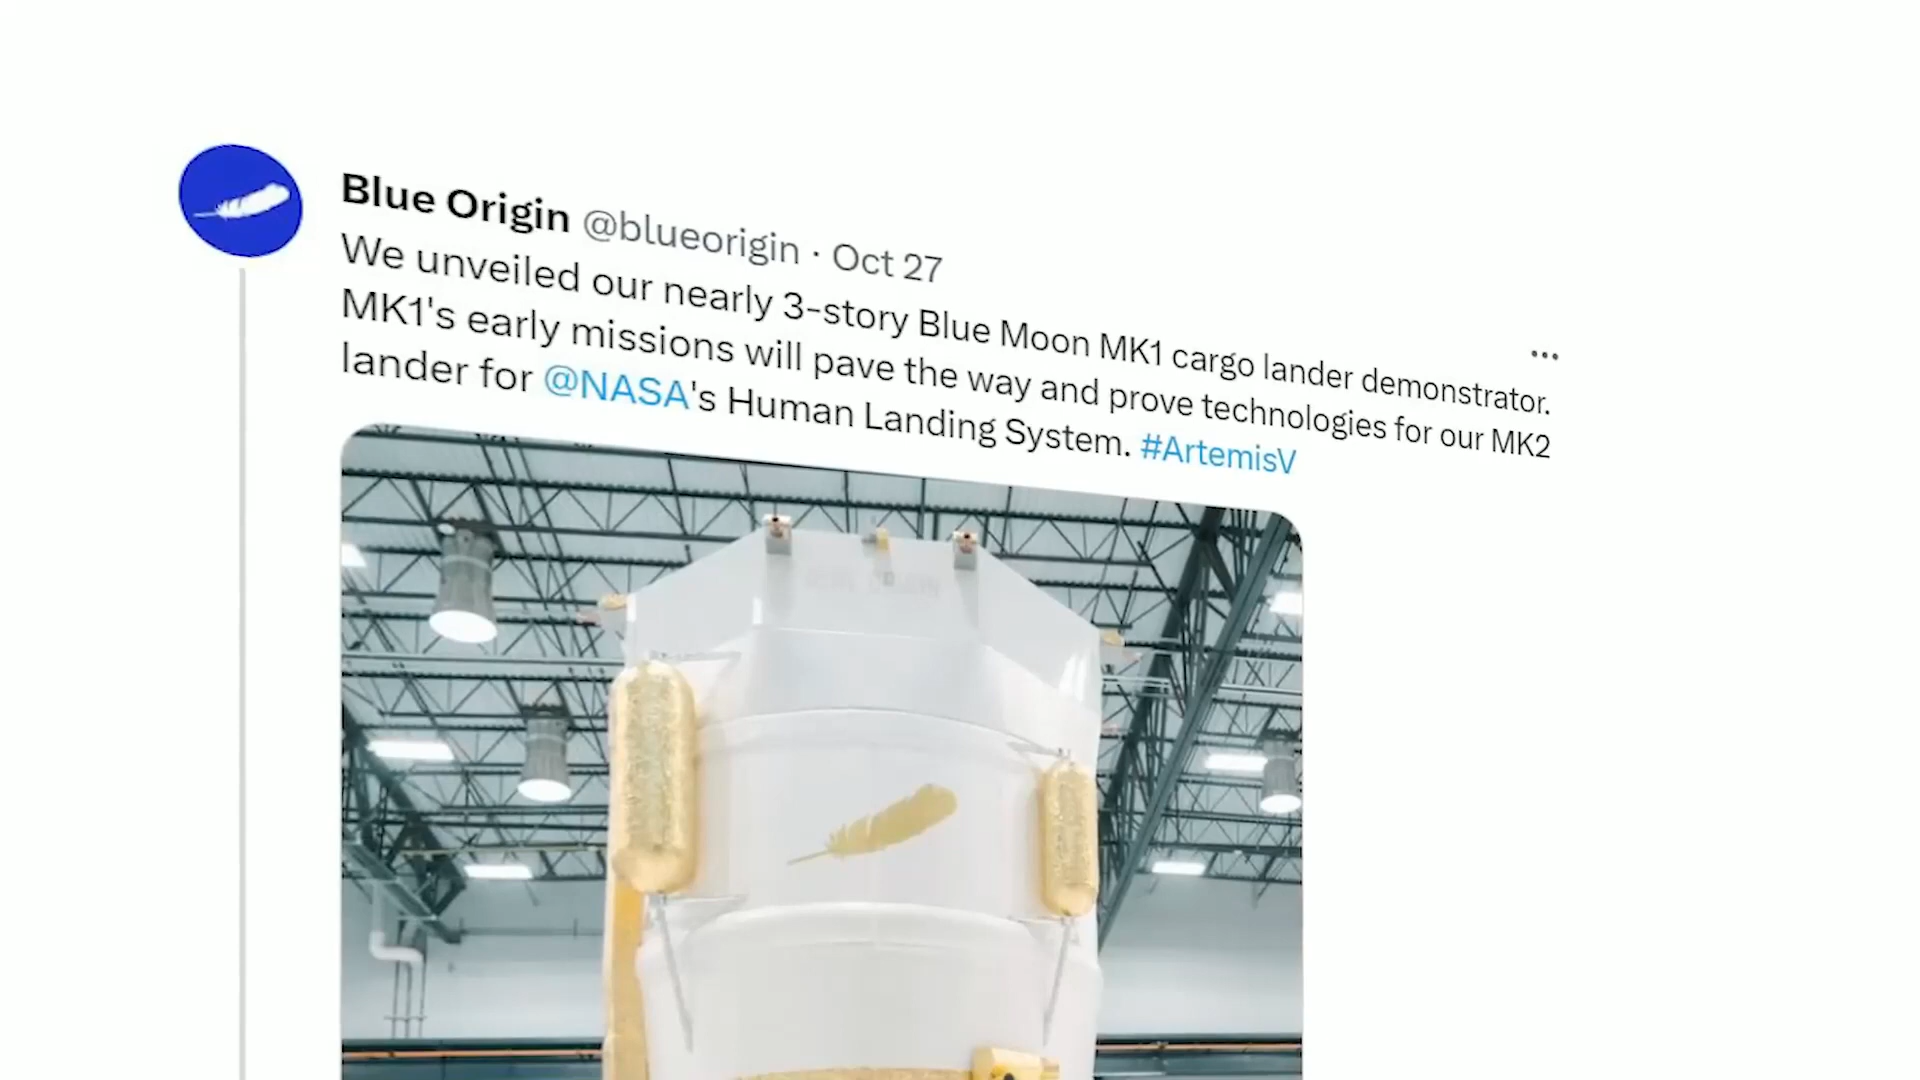 Blue Origin @blueorigin · Oct 27
We unveiled our nearly 3-story Blue Moon MK1 cargo lander demonstrator.
MK1's early missions will pave the way and prove technologies for our MK2
lander for @NASA's Human Landing System. #ArtemisV